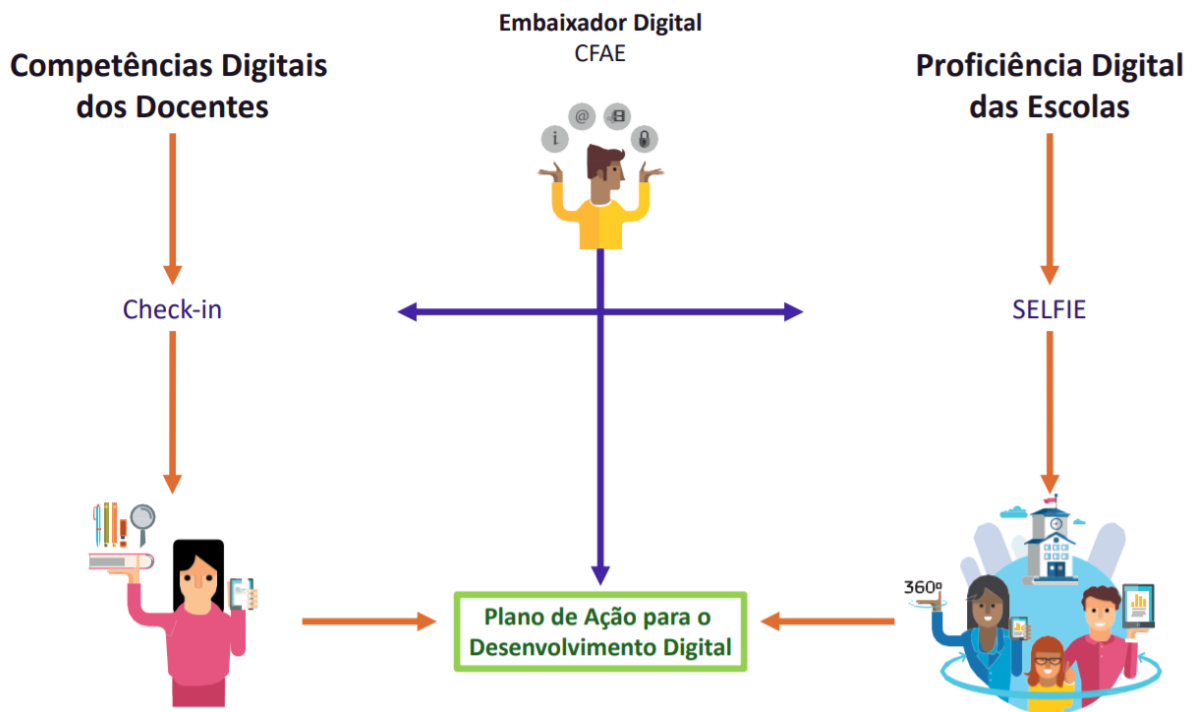 Embaixador Digital
CFAE
Competências Digitais
dos Docentes
Proficiência Digital
das Escolas
i
@
Check-in
SELFIE
360º
Plano de Ação para o
Desenvolvimento Digital